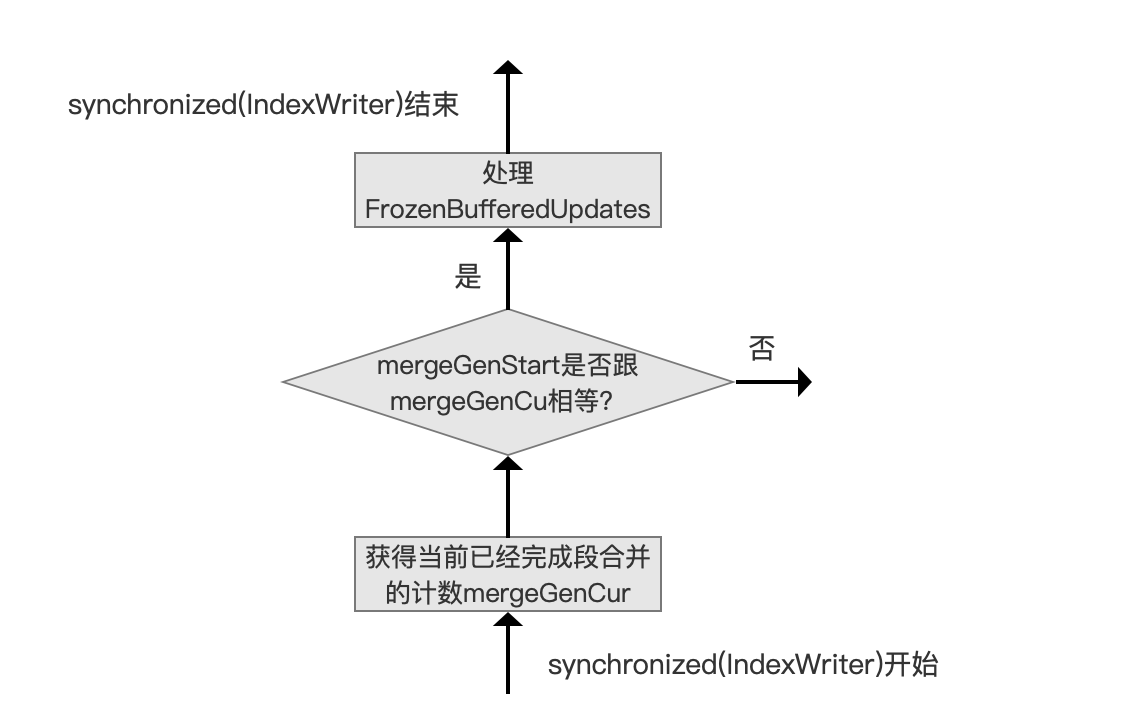 synchronized(IndexWriter)结束
处理
FrozenBufferedUpdates
是
否
mergeGenStart是否跟
mergeGenCu相等?
获得当前已经完成段合并
的计数mergeGenCur
synchronized(IndexWriter)开始